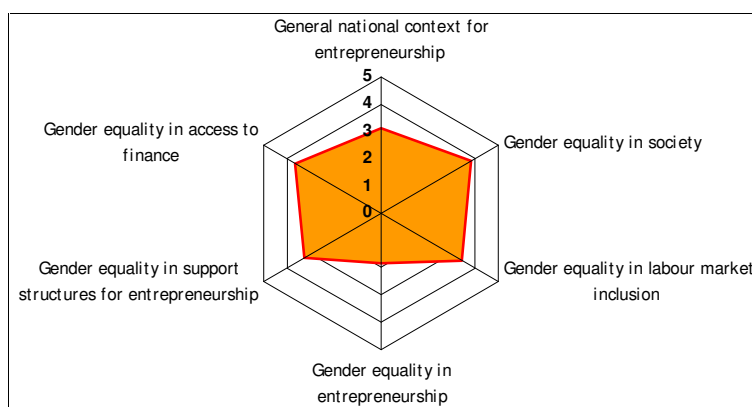 General national context for
entrepreneurship
5
4
3
2
1
0
Gender equality in society
Gender equality in labour market
inclusion
Gender equality in
entrepreneurship
Gender equality in support
structures for entrepreneurship
Gender equality in access to
finance